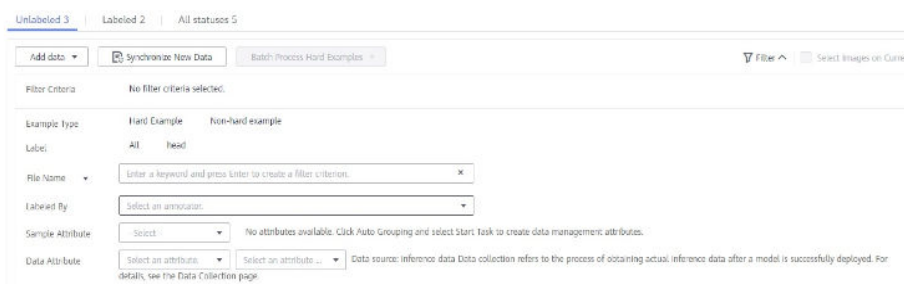 Unlabeled 3 | Labeled 2 | All statuses 5
Add data Synchronize New Data Batch Process Hard Examples Filter Select Images on Curre
Filter Criteria No filter criteria selected.
Example Type Hard Example Non-hard example
Label All head
File Name Enter a keyword and press Enter to create a filter criterion. ×
Labeled By Select an annotator.
Sample Attribute Select No attributes available. Click Auto Grouping and select Start Task to create data management attributes.
Data Attribute Select an attribute. Select an attribute ... Data source: inference data Data collection refers to the process of obtaining actual inference data after a model is successfully deployed. For
details, see the Data Collection page.